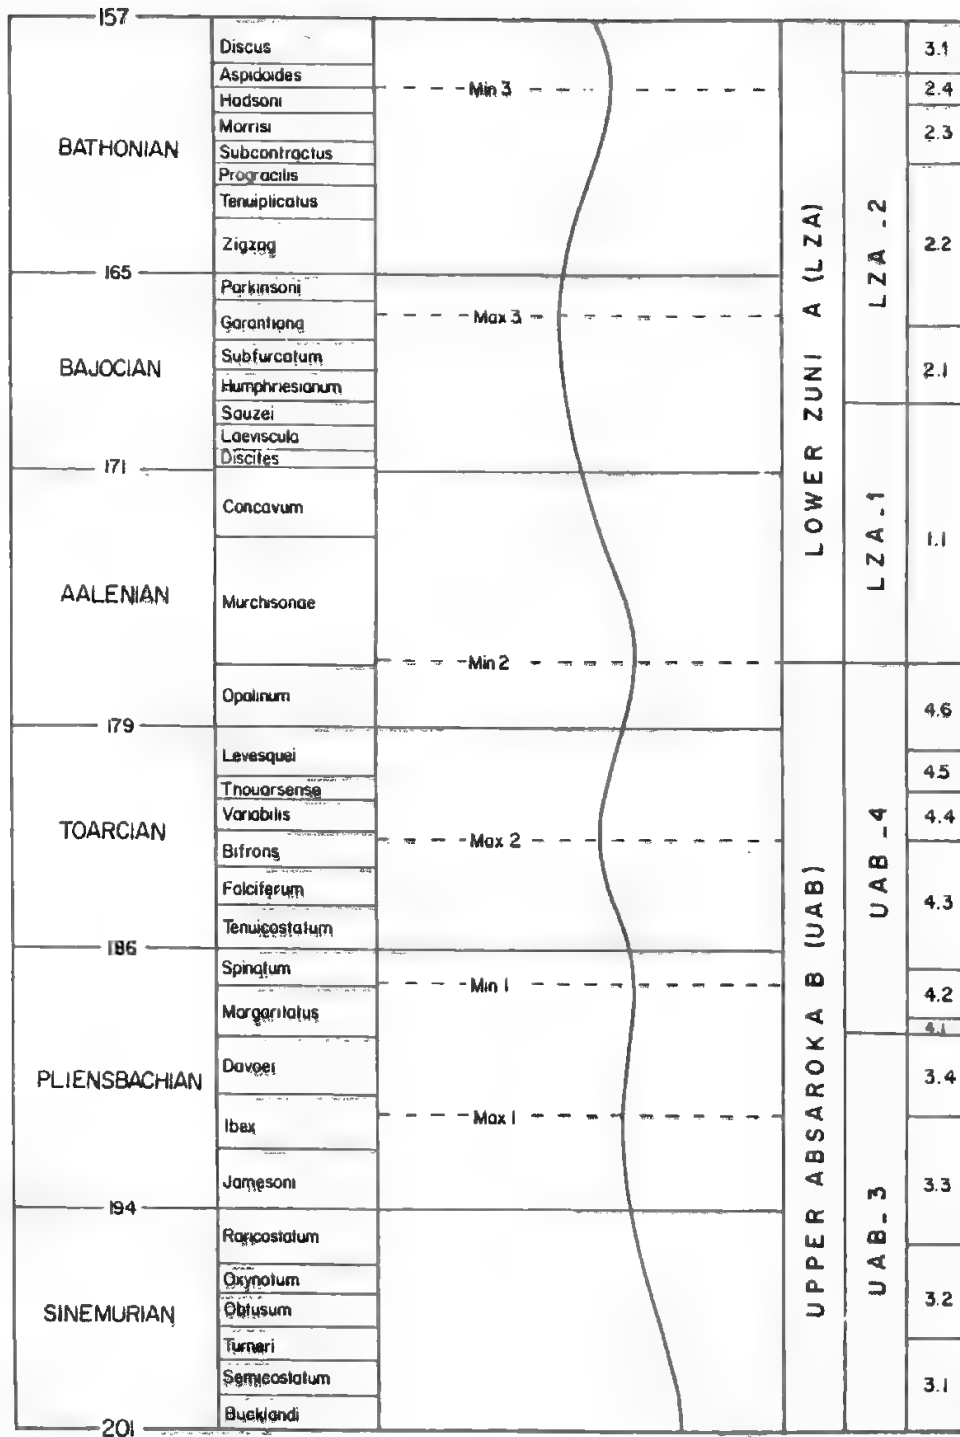 157
Discus
Aspidoides
Hodsoni
Morrisi
BATHONIAN
Subcontractus
Progracilis
Tenuiplicatus
Zigzag
165
Parkinsoni
Garantiana
Subfurcatum
BAJOCIAN
Humphriesianum
Sauzei
Laeviscula
Discites
171
Concavum
AALENIAN
Murchisonae
Opalinum
179
Levesquei
Thouarsense
Variabilis
TOARCIAN
Bifrons
Falciferum
Tenuicostatum
186
Spinatum
Margaritatus
Davoei
PLIENSBACHIAN
Ibex
Jamesoni
194
Raricostatum
Oxynotum
Obtusum
SINEMURIAN
Turneri
Semicostatum
Bucklandi
201
Min 3
Max 3
Min 2
Max 2
Min 1
Max 1
LOWER ZUNI A (LZA)
UPPER ABSAROKA B (UAB)
LZA - 2
LZA - 1
UAB - 4
UAB - 3
3.1
2.4
2.3
2.2
2.1
1.1
4.6
4.5
4.4
4.3
4.2
4.1
3.4
3.3
3.2
3.1